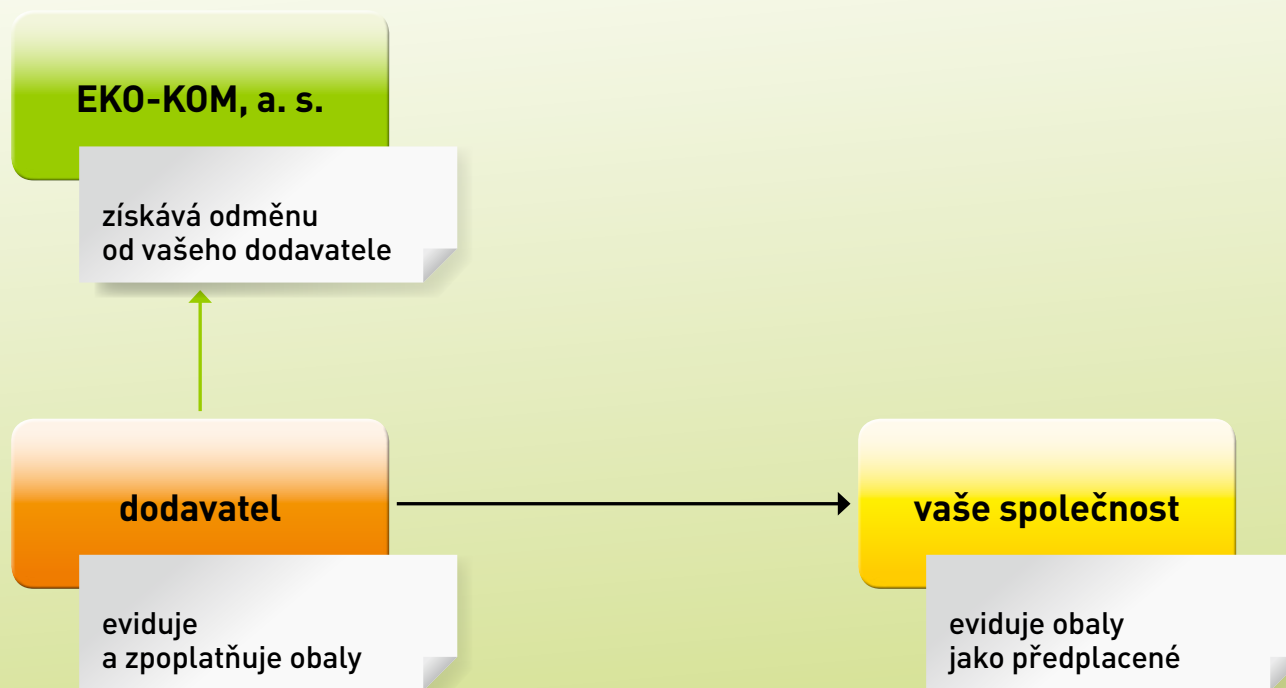 EKO-KOM, a. s.
získává odměnu
od vašeho dodavatele
dodavatel
eviduje
a zpoplatňuje obaly
vaše společnost
eviduje obaly
jako předplacené